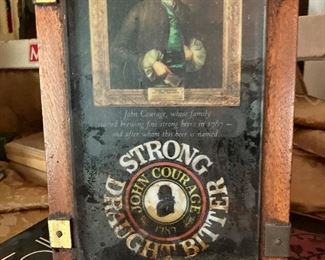 John Courage, whose family
started brewing fine strong beers in 1787 —
and after whom this beer is named.
STRONG
JOHN COURAGE
1787
DRAUGHT BITTER